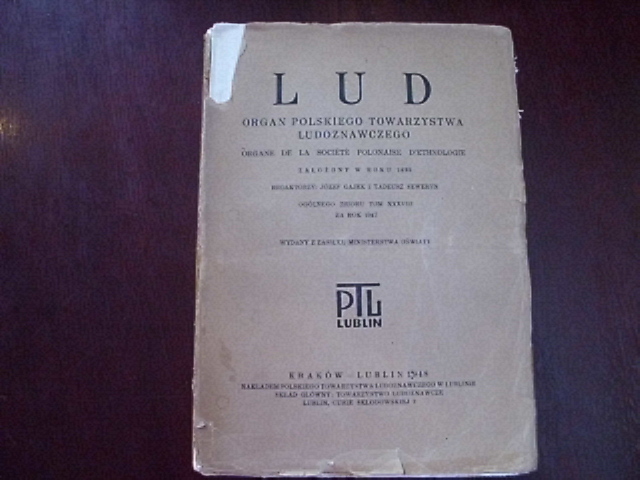 LUD
ORGAN POLSKIEGO TOWARZYSTWA
LUDOZNAWCZEGO
ORGANE DE LA SOCIÉTÉ POLONAISE D'ETHNOLOGIE
ZAŁOŻONY W ROKU 1895
REDAKTORZY: JÓZEF GAJEK I TADEUSZ SEWERYN
OGÓLNEGO ZBIORU TOM XXXVIII
ZA ROK 1947
WYDANY Z ZASIŁKU MINISTERSTWA OŚWIATY
PTL
LUBLIN
KRAKÓW - LUBLIN 1948
NAKŁADEM POLSKIEGO TOWARZYSTWA LUDOZNAWCZEGO W LUBLINIE
SKŁAD GŁÓWNY: TOWARZYSTWO LUDOZNAWCZE
LUBLIN, CURIE SKŁODOWSKIEJ